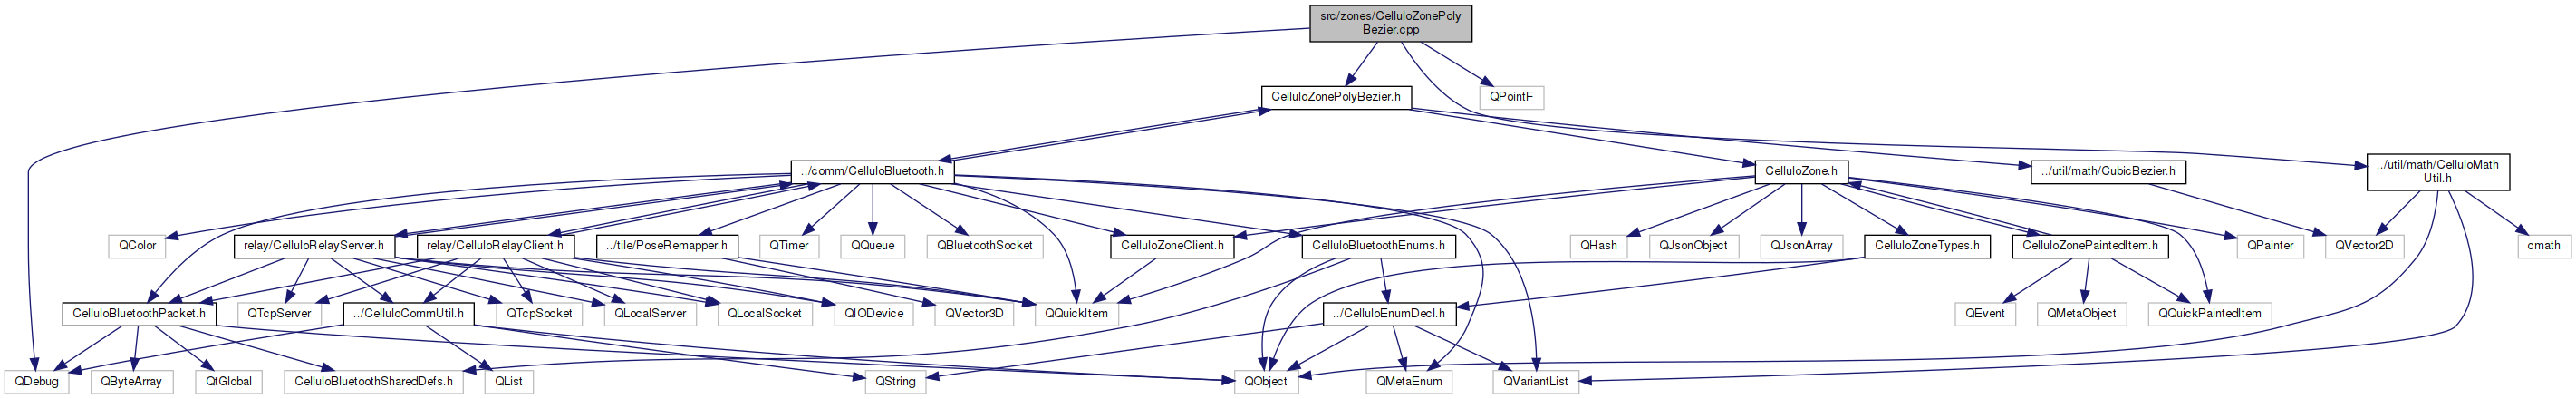 src/zones/CelluloZonePoly
Bezier.cpp
CelluloZonePolyBezier.h
QPointF
../comm/CelluloBluetooth.h
CelluloZone.h
../util/math/CubicBezier.h
../util/math/CelluloMath
Util.h
QColor
relay/CelluloRelayServer.h
relay/CelluloRelayClient.h
../tile/PoseRemapper.h
QTimer
QQueue
QBluetoothSocket
CelluloZoneClient.h
CelluloBluetoothEnums.h
QHash
QJsonObject
QJsonArray
CelluloZoneTypes.h
CelluloZonePaintedItem.h
QPainter
QVector2D
cmath
CelluloBluetoothPacket.h
QTcpServer
../CelluloCommUtil.h
QTcpSocket
QLocalServer
QLocalSocket
QIODevice
QVector3D
QQuickItem
../CelluloEnumDecl.h
QEvent
QMetaObject
QQuickPaintedItem
QDebug
QByteArray
QtGlobal
CelluloBluetoothSharedDefs.h
QList
QString
QObject
QMetaEnum
QVariantList